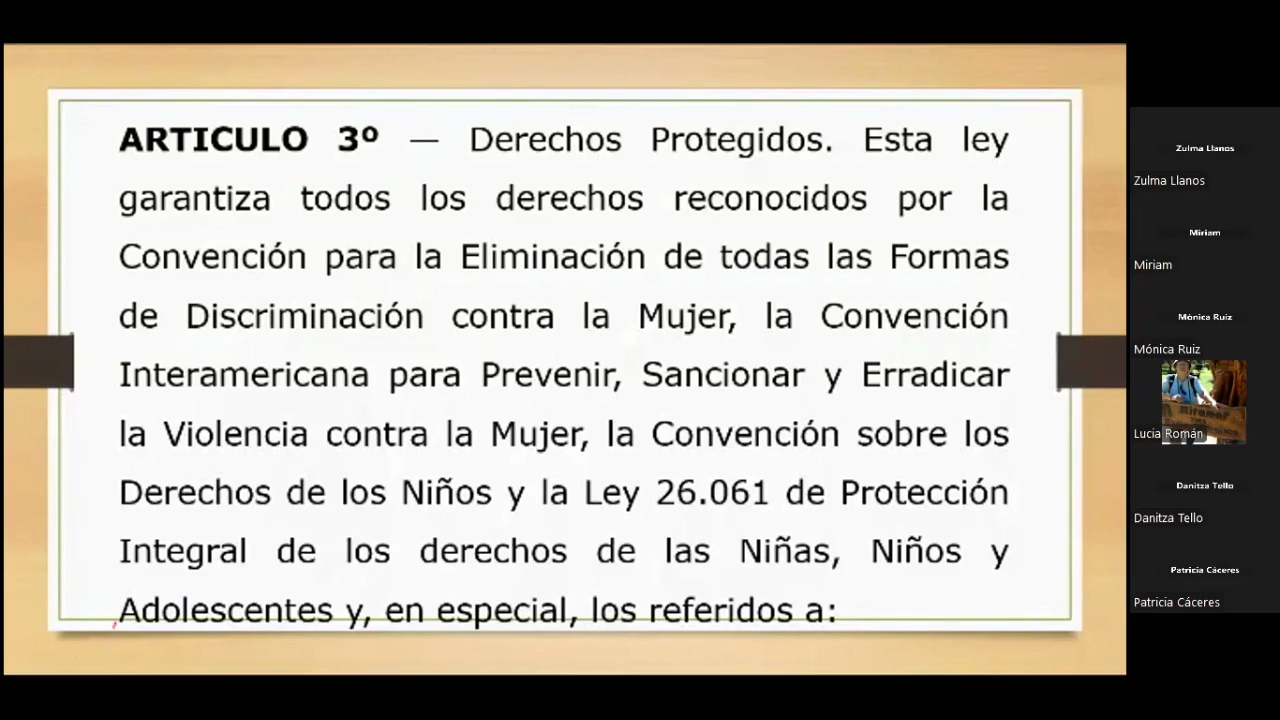 ARTICULO 3º — Derechos Protegidos. Esta ley
garantiza todos los derechos reconocidos por la
Convención para la Eliminación de todas las Formas
de Discriminación contra la Mujer, la Convención
Interamericana para Prevenir, Sancionar y Erradicar
la Violencia contra la Mujer, la Convención sobre los
Derechos de los Niños y la Ley 26.061 de Protección
Integral de los derechos de las Niñas, Niños y
Adolescentes y, en especial, los referidos a:
Zulma Llanos
Zulma Llanos
Miriam
Miriam
Mónica Ruiz
Mónica Ruiz
Miramar
Lucia Román
Danitza Tello
Danitza Tello
Patricia Cáceres
Patricia Cáceres